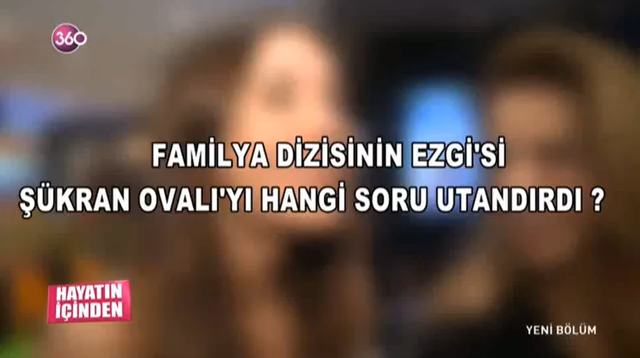 360
FAMİLYA DİZİSİNİN EZGİ'Sİ
ŞÜKRAN OVALI'YI HANGİ SORU UTANDIRDI ?
HAYATIN
İÇİNDEN
YENİ BÖLÜM